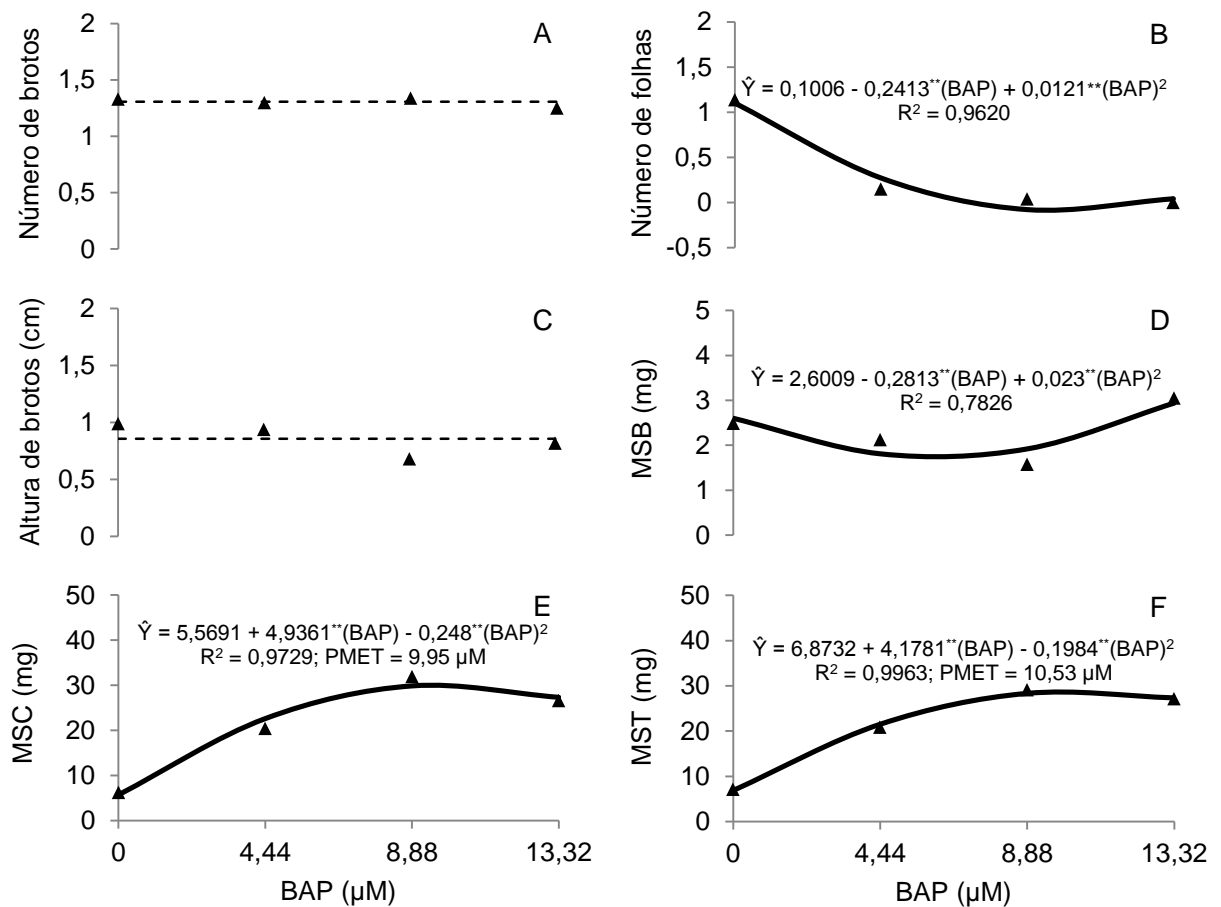 A
Número de brotos
2
1,5
1
0,5
0
B
Número de folhas
2
1,5
1
0,5
0
-0,5
Ŷ = 0,1006 - 0,2413**(BAP) + 0,0121**(BAP)²
R² = 0,9620
C
Altura de brotos (cm)
2
1,5
1
0,5
0
D
MSB (mg)
5
4
3
2
1
0
Ŷ = 2,6009 - 0,2813**(BAP) + 0,023**(BAP)²
R² = 0,7826
E
MSC (mg)
50
40
30
20
10
0
Ŷ = 5,5691 + 4,9361**(BAP) - 0,248**(BAP)²
R² = 0,9729; PMET = 9,95 µM
0 4,44 8,88 13,32
BAP (µM)
F
MST (mg)
50
40
30
20
10
0
Ŷ = 6,8732 + 4,1781**(BAP) - 0,1984**(BAP)²
R² = 0,9963; PMET = 10,53 µM
0 4,44 8,88 13,32
BAP (µM)